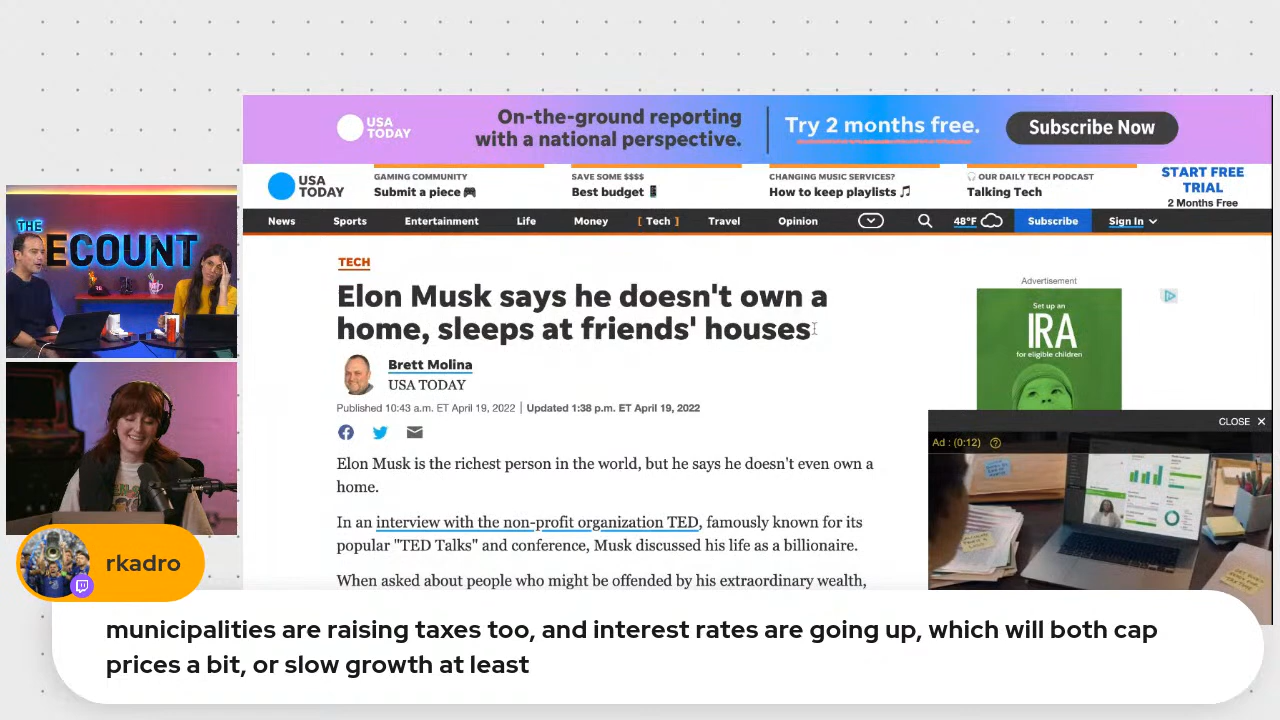 USA
TODAY
On-the-ground reporting
with a national perspective.
Try 2 months free.
Subscribe Now
USA
TODAY
GAMING COMMUNITY
Submit a piece
SAVE SOME $$$$
Best budget
CHANGING MUSIC SERVICES?
How to keep playlists
OUR DAILY TECH PODCAST
Talking Tech
START FREE
TRIAL
2 Months Free
News
Sports
Entertainment
Life
Money
[ Tech ]
Travel
Opinion
48°F
Subscribe
Sign In
THE
ECOUNT
TECH
Elon Musk says he doesn't own a
home, sleeps at friends' houses
Brett Molina
USA TODAY
Published 10:43 a.m. ET April 19, 2022 | Updated 1:38 p.m. ET April 19, 2022
Elon Musk is the richest person in the world, but he says he doesn't even own a
home.
In an interview with the non-profit organization TED, famously known for its
popular "TED Talks" and conference, Musk discussed his life as a billionaire.
When asked about people who might be offended by his extraordinary wealth,
Advertisement
Set up an
IRA
for eligible children
CLOSE X
Ad : (0:12)
rkadro
municipalities are raising taxes too, and interest rates are going up, which will both cap
prices a bit, or slow growth at least